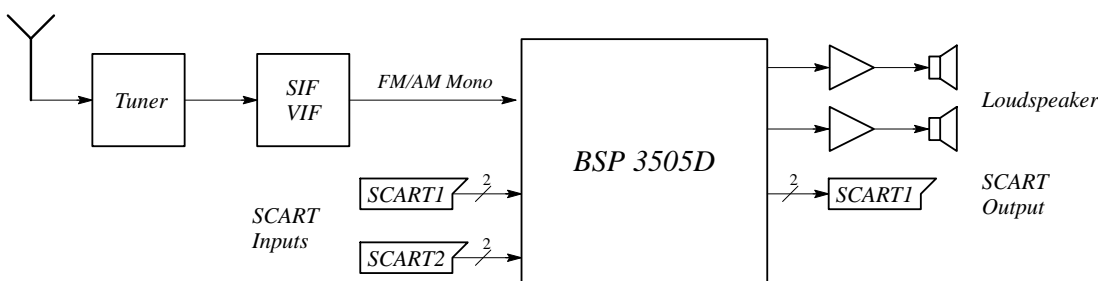 Tuner
SIF
VIF
FM/AM Mono
BSP 3505D
Loudspeaker
SCART
Inputs
SCART1
2
SCART2
2
2
SCART1
SCART
Output